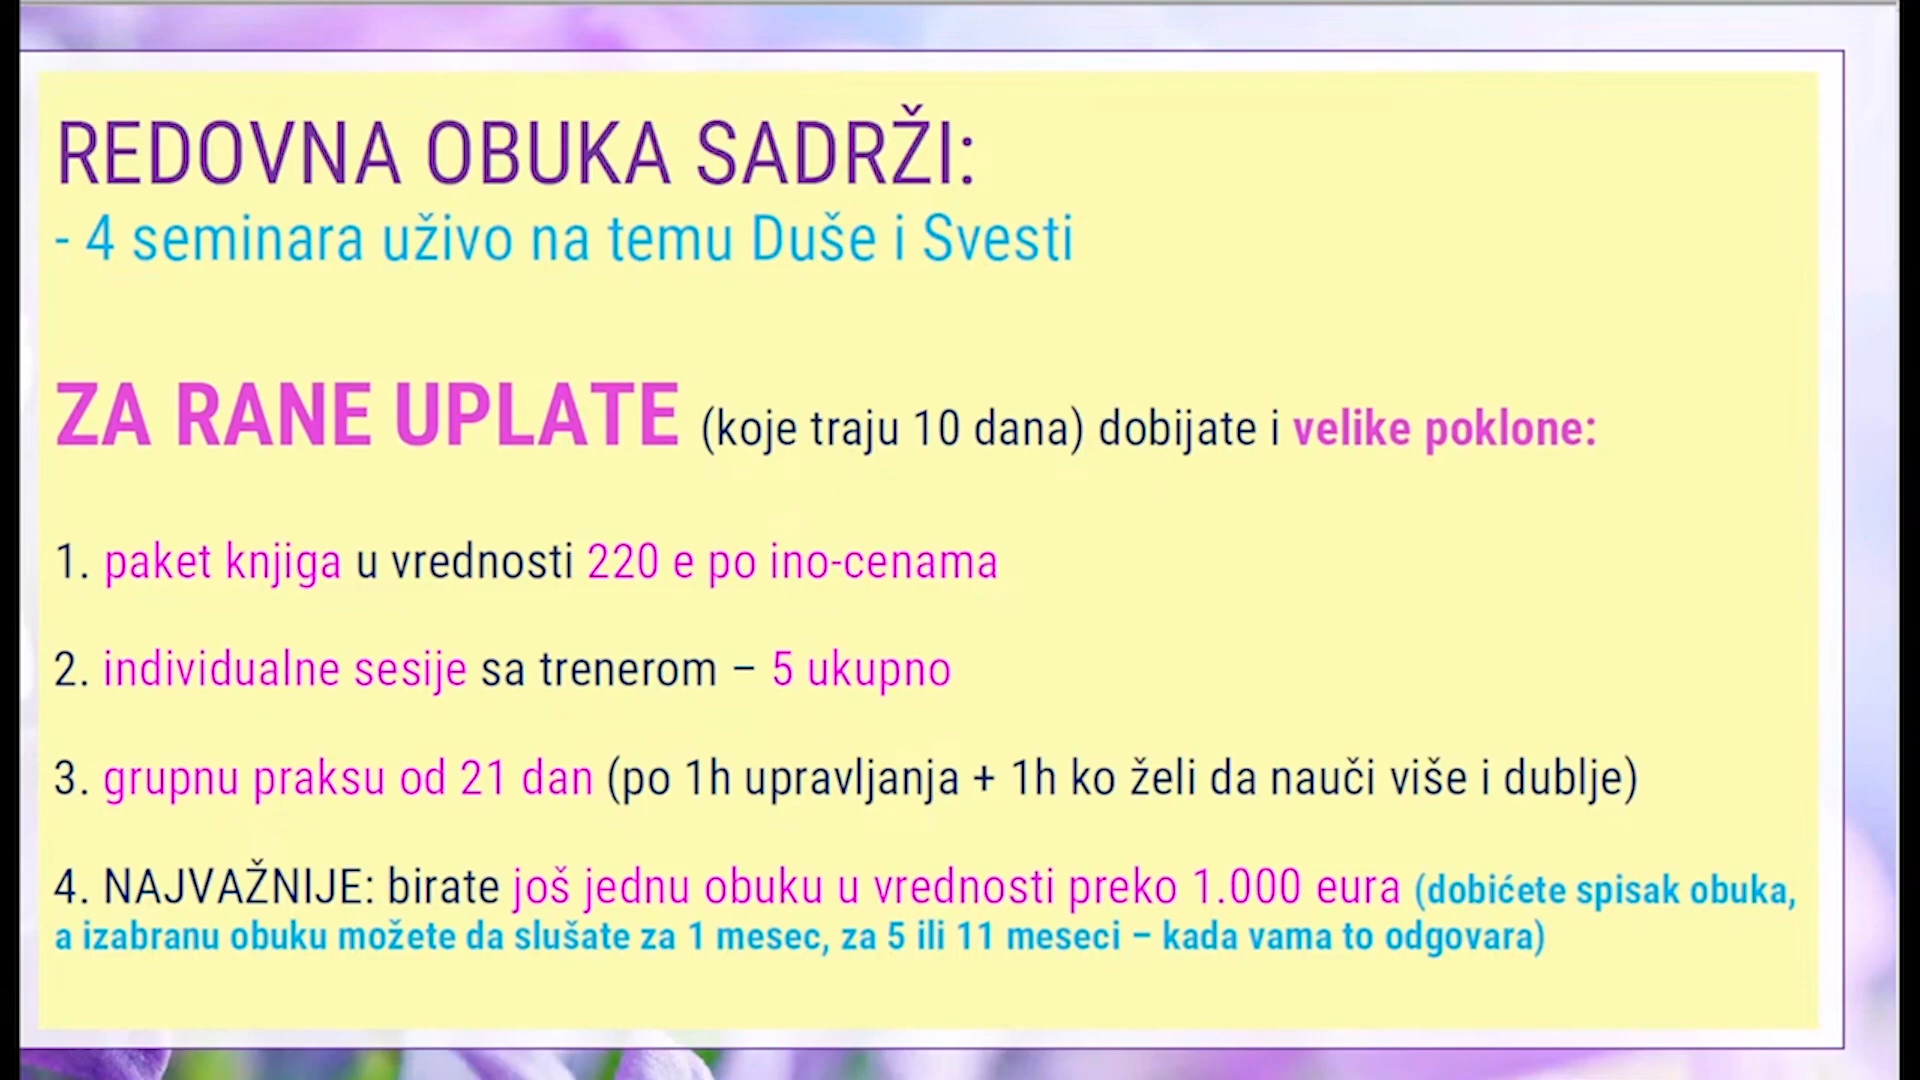 REDOVNA OBUKA SADRŽI:
- 4 seminara uživo na temu Duše i Svesti
ZA RANE UPLATE (koje traju 10 dana) dobijate i velike poklone:
1. paket knjiga u vrednosti 220 e po ino-cenama
2. individualne sesije sa trenerom – 5 ukupno
3. grupnu praksu od 21 dan (po 1h upravljanja + 1h ko želi da nauči više i dublje)
4. NAJVAŽNIJE: birate još jednu obuku u vrednosti preko 1.000 eura (dobićete spisak obuka,
a izabranu obuku možete da slušate za 1 mesec, za 5 ili 11 meseci – kada vama to odgovara)